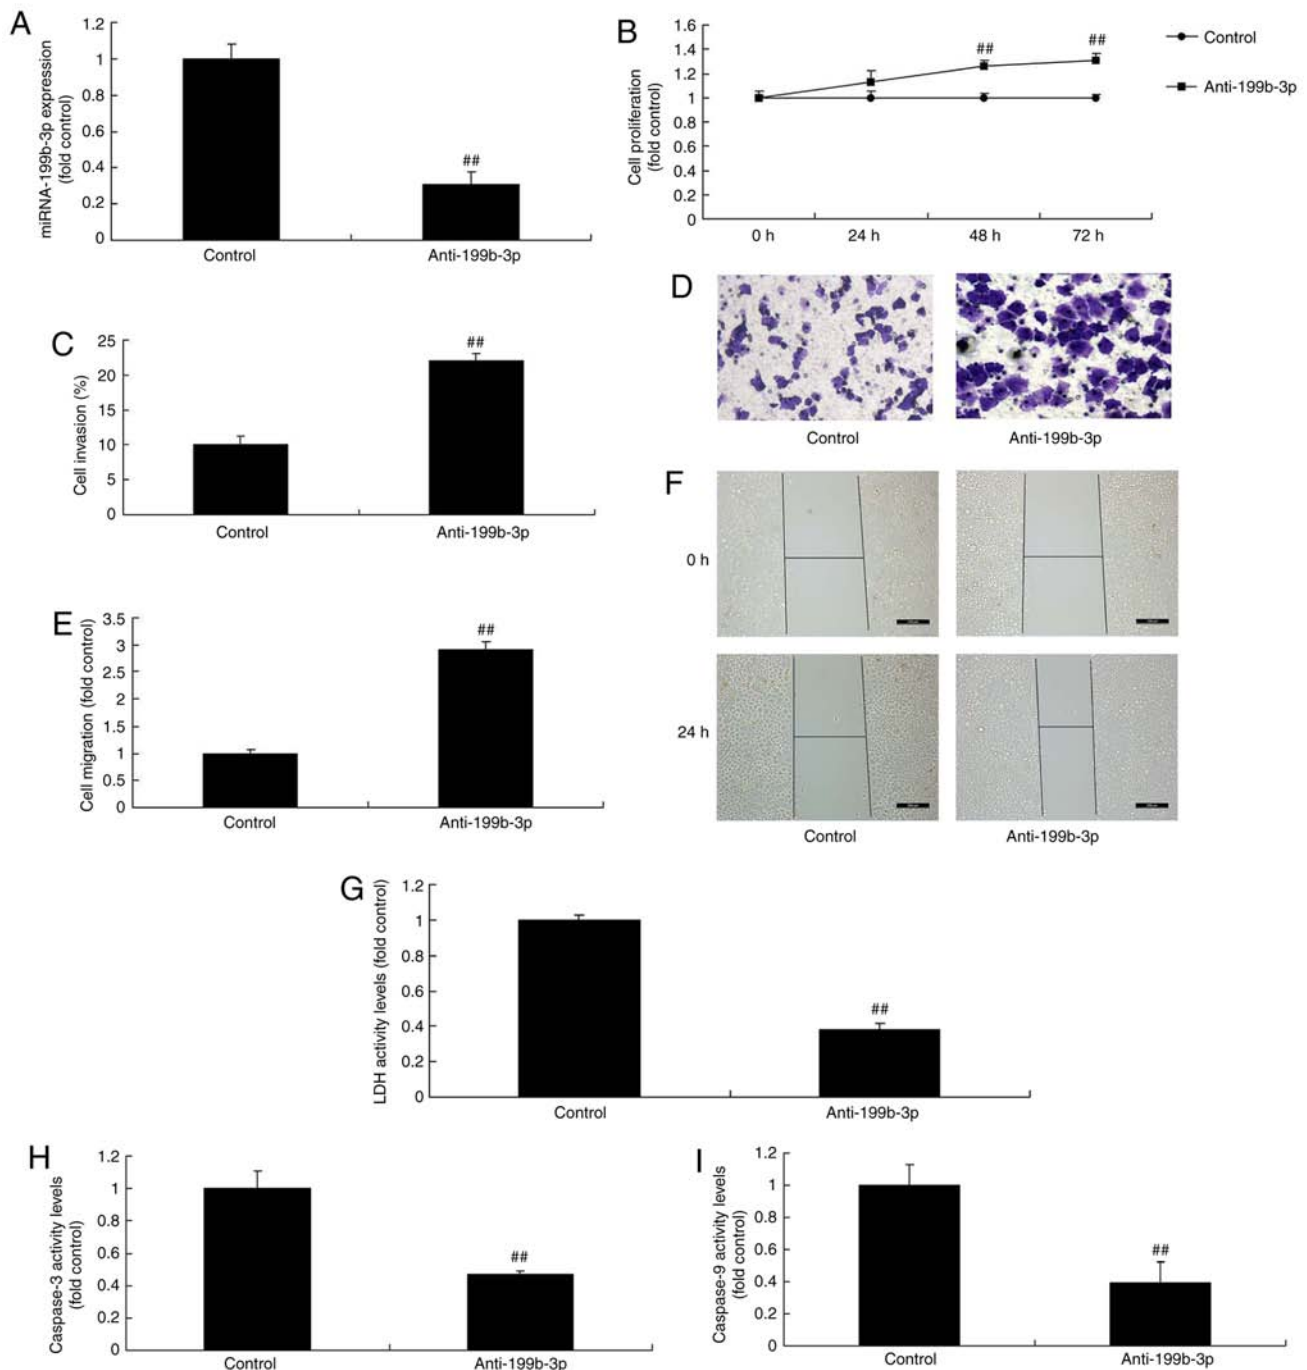 A
miRNA-199b-3p expression
(fold control)
1.2
1
0.8
0.6
0.4
0.2
0
##
Control
Anti-199b-3p
B
Cell proliferation
(fold control)
1.6
1.4
1.2
1
0.8
0.6
0.4
0.2
0
##
##
0 h
24 h
48 h
72 h
Control
Anti-199b-3p
C
Cell invasion (%)
25
20
15
10
5
0
##
Control
Anti-199b-3p
D
Control
Anti-199b-3p
E
Cell migration (fold control)
3.5
3
2.5
2
1.5
1
0.5
0
##
Control
Anti-199b-3p
F
0 h
24 h
Control
Anti-199b-3p
G
LDH activity levels (fold control)
1.2
1
0.8
0.6
0.4
0.2
0
##
Control
Anti-199b-3p
H
Caspase-3 activity levels
(fold control)
1.2
1
0.8
0.6
0.4
0.2
0
##
Control
Anti-199b-3p
I
Caspase-9 activity levels
(fold control)
1.2
1
0.8
0.6
0.4
0.2
0
##
Control
Anti-199b-3p